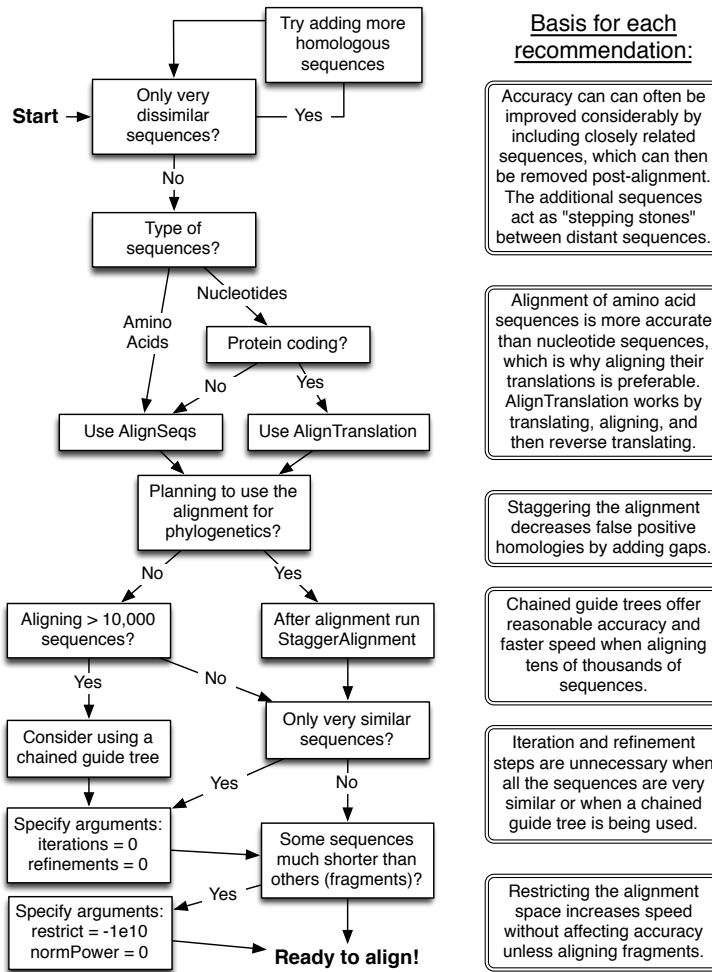 Try adding more
homologous
sequences
Start
Only very
dissimilar
sequences?
Yes
No
Type of
sequences?
Nucleotides
Amino
Acids
Protein coding?
No
Yes
Use AlignSeqs
Use AlignTranslation
Planning to use the
alignment for
phylogenetics?
No
Yes
Aligning > 10,000
sequences?
After alignment run
StaggerAlignment
Yes
No
Consider using a
chained guide tree
Only very similar
sequences?
Yes
No
Specify arguments:
iterations = 0
refinements = 0
Some sequences
much shorter than
others (fragments)?
Yes
No
Specify arguments:
restrict = -1e10
normPower = 0
Ready to align!
Basis for each
recommendation:
Accuracy can can often be
improved considerably by
including closely related
sequences, which can then
be removed post-alignment.
The additional sequences
act as "stepping stones"
between distant sequences.
Alignment of amino acid
sequences is more accurate
than nucleotide sequences,
which is why aligning their
translations is preferable.
AlignTranslation works by
translating, aligning, and
then reverse translating.
Staggering the alignment
decreases false positive
homologies by adding gaps.
Chained guide trees offer
reasonable accuracy and
faster speed when aligning
tens of thousands of
sequences.
Iteration and refinement
steps are unnecessary when
all the sequences are very
similar or when a chained
guide tree is being used.
Restricting the alignment
space increases speed
without affecting accuracy
unless aligning fragments.